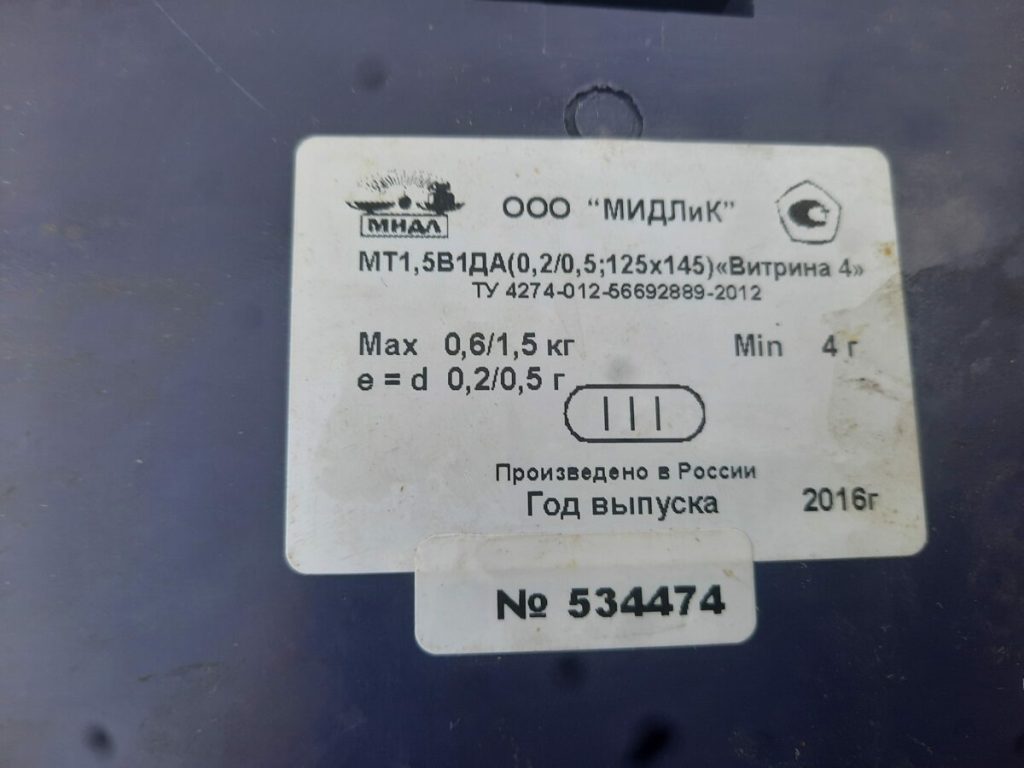 МИДЛ
ООО "МИДЛиК"
МТ1,5В1ДА(0,2/0,5;125х145)«Витрина 4»
ТУ 4274-012-56692889-2012
Max 0,6/1,5 кг Min 4 г
e = d 0,2/0,5 г
III
Произведено в России
Год выпуска 2016г
№ 534474